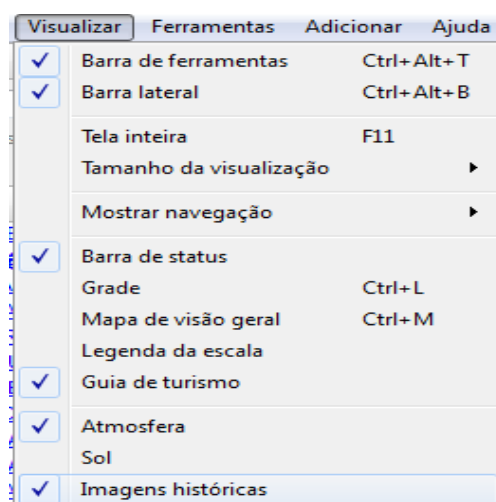 Visualizar Ferramentas Adicionar Ajuda
Barra de ferramentas Ctrl+Alt+T
Barra lateral Ctrl+Alt+B
Tela inteira F11
Tamanho da visualização
Mostrar navegação
Barra de status
Grade Ctrl+L
Mapa de visão geral Ctrl+M
Legenda da escala
Guia de turismo
Atmosfera
Sol
Imagens históricas